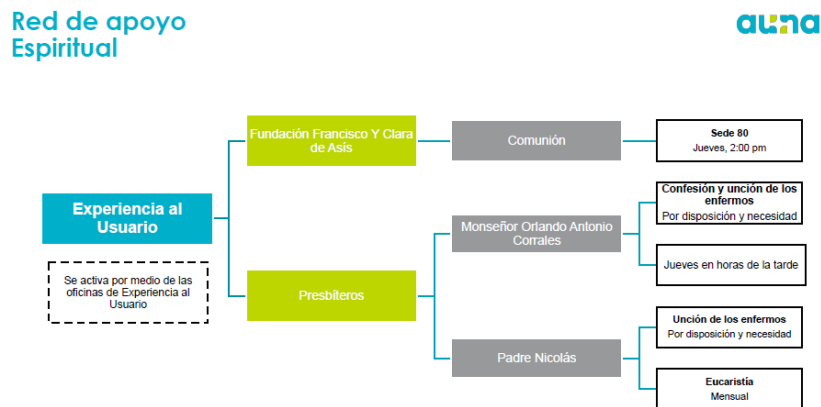 Red de apoyo
Espiritual
auna
Fundación Francisco Y Clara
de Asís
Comunión
Sede 80
Jueves, 2:00 pm
Experiencia al
Usuario
Se activa por medio de las
oficinas de Experiencia al
Usuario
Presbíteros
Monseñor Orlando Antonio
Corrales
Confesión y unción de los
enfermos
Por disposición y necesidad
Jueves en horas de la tarde
Padre Nicolás
Unción de los enfermos
Por disposición y necesidad
Eucaristía
Mensual